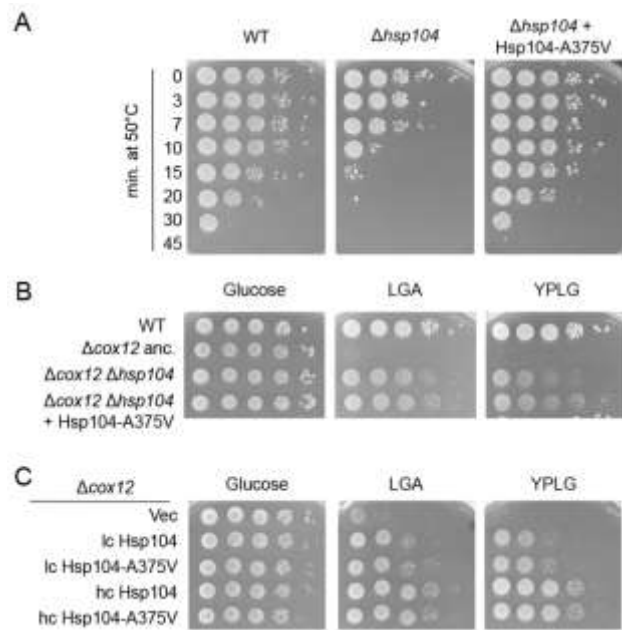 A
WT
Δhsp104
Δhsp104 +
Hsp104-A375V
min. at 50°C
0
3
7
10
15
20
30
45
B
Glucose
LGA
YPLG
WT
Δcox12 anc.
Δcox12 Δhsp104
Δcox12 Δhsp104
+ Hsp104-A375V
C
Δcox12
Glucose
LGA
YPLG
Vec
lc Hsp104
lc Hsp104-A375V
hc Hsp104
hc Hsp104-A375V